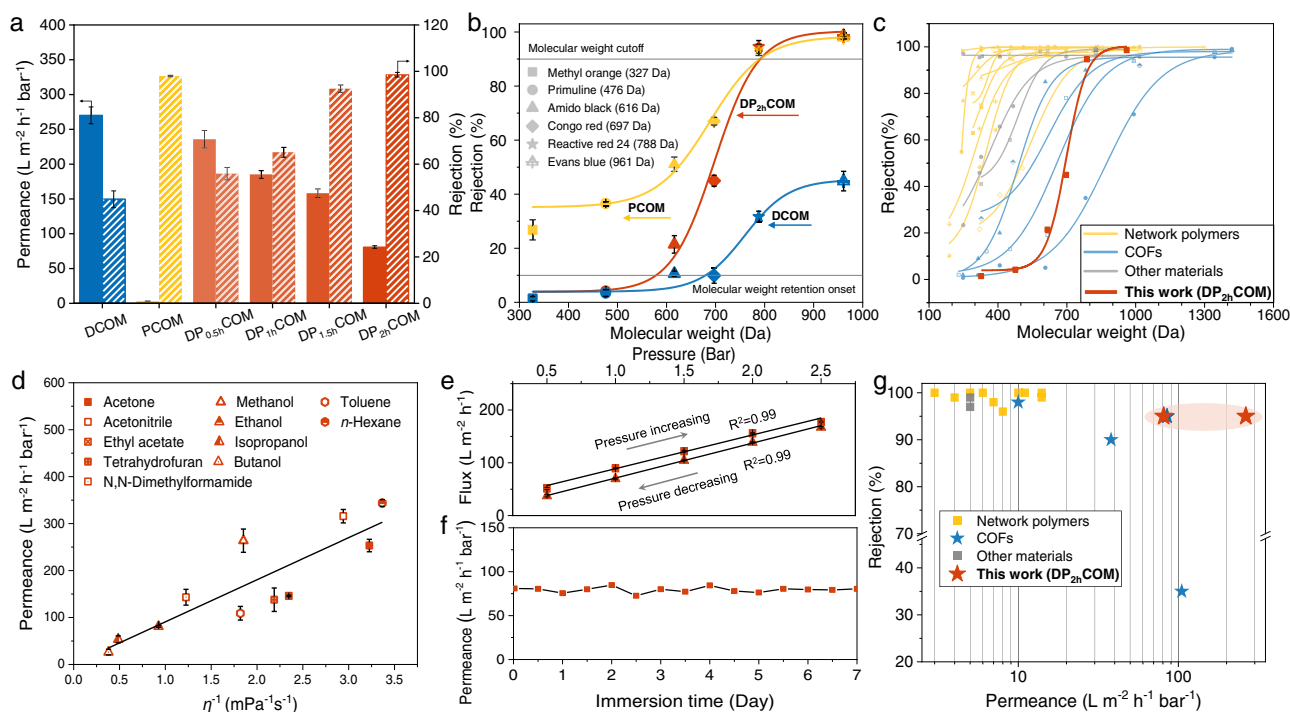 a
Permeance (L m⁻² h⁻¹ bar⁻¹)
400
350
300
250
200
150
100
50
0
120
100
80
60
40
20
0
Rejection (%)
DCOM
PCOM
DP0.5hCOM
DP1hCOM
DP1.5hCOM
DP2hCOM
b
Rejection (%)
100
80
60
40
20
0
Molecular weight cutoff
Methyl orange (327 Da)
Primuline (476 Da)
Amido black (616 Da)
Congo red (697 Da)
Reactive red 24 (788 Da)
Evans blue (961 Da)
DP2hCOM
PCOM
DCOM
Molecular weight retention onset
300 400 500 600 700 800 900 1000
Molecular weight (Da)
c
Rejection(%)
100
80
60
40
20
0
Network polymers
COFs
Other materials
This work (DP2hCOM)
100 400 700 1000 1300 1600
Molecular weight (Da)
d
Permeance (L m⁻² h⁻¹ bar⁻¹)
600
500
400
300
200
100
0
Acetone
Acetonitrile
Ethyl acetate
Tetrahydrofuran
N,N-Dimethylformamide
Methanol
Ethanol
Isopropanol
Butanol
Toluene
n-Hexane
0.0 0.5 1.0 1.5 2.0 2.5 3.0 3.5
η⁻¹ (mPa⁻¹s⁻¹)
e
Pressure (Bar)
0.5 1.0 1.5 2.0 2.5
Flux (L m⁻² h⁻¹)
200
100
0
Pressure increasing
R²=0.99
Pressure decreasing
R²=0.99
f
Permeance (L m⁻² h⁻¹ bar⁻¹)
150
100
50
0
0 1 2 3 4 5 6 7
Immersion time (Day)
g
Rejection (%)
100
90
80
70
40
20
Network polymers
COFs
Other materials
This work (DP2hCOM)
10 100
Permeance (L m⁻² h⁻¹ bar⁻¹)